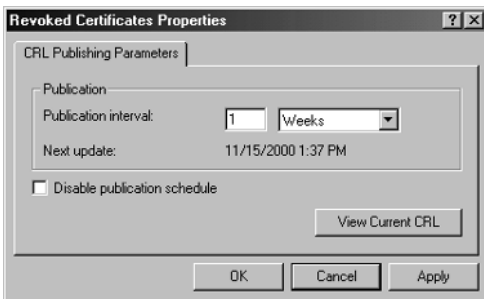 Revoked Certificates Properties
CRL Publishing Parameters
Publication
Publication interval: 1 Weeks
Next update: 11/15/2000 1:37 PM
Disable publication schedule
View Current CRL
OK Cancel Apply